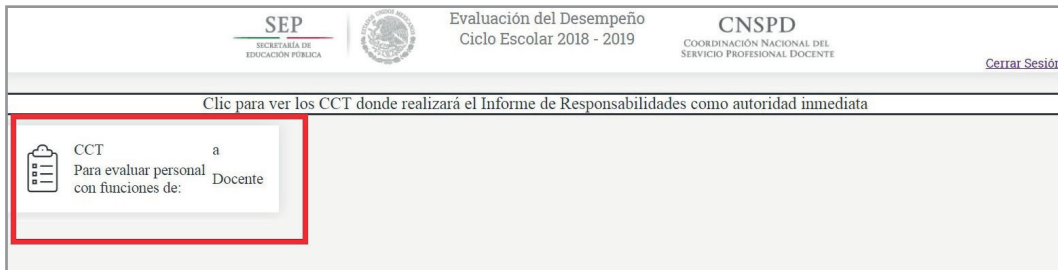 SEP
SECRETARÍA DE
EDUCACIÓN PÚBLICA
Evaluación del Desempeño
Ciclo Escolar 2018 - 2019
CNSPD
COORDINACIÓN NACIONAL DEL
SERVICIO PROFESIONAL DOCENTE
Cerrar Sesión
Clic para ver los CCT donde realizará el Informe de Responsabilidades como autoridad inmediata
CCT a
Para evaluar personal
con funciones de: Docente